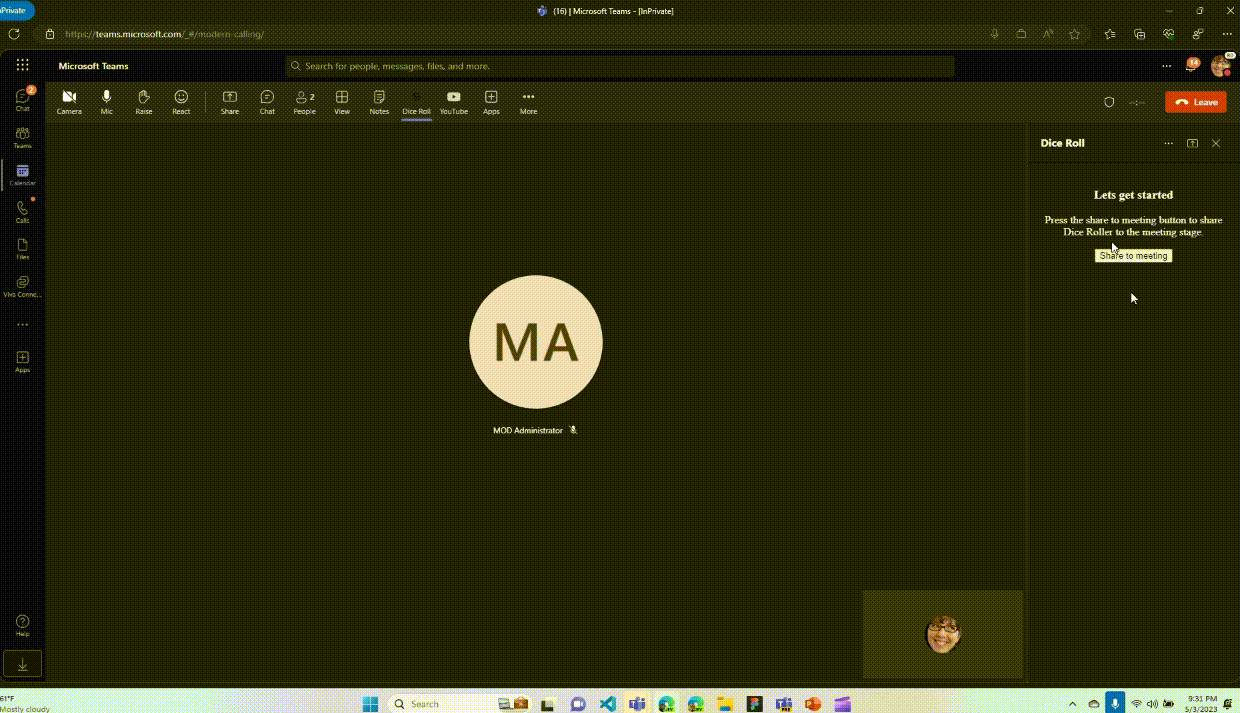 Private
(16) | Microsoft Teams - [InPrivate]
https://teams.microsoft.com/_#/modern-calling/
Microsoft Teams
Search for people, messages, files, and more.
14
2
Chat
Teams
Calendar
Calls
Files
Viva Conne...
Apps
Help
Camera
Mic
Raise
React
Share
Chat
2
People
View
Notes
Dice Roll
YouTube
Apps
More
--:--
Leave
Dice Roll
Lets get started
Press the share to meeting button to share
Dice Roller to the meeting stage.
Share to meeting
MA
MOD Administrator
61°F
Mostly cloudy
Search
9:31 PM
5/3/2023